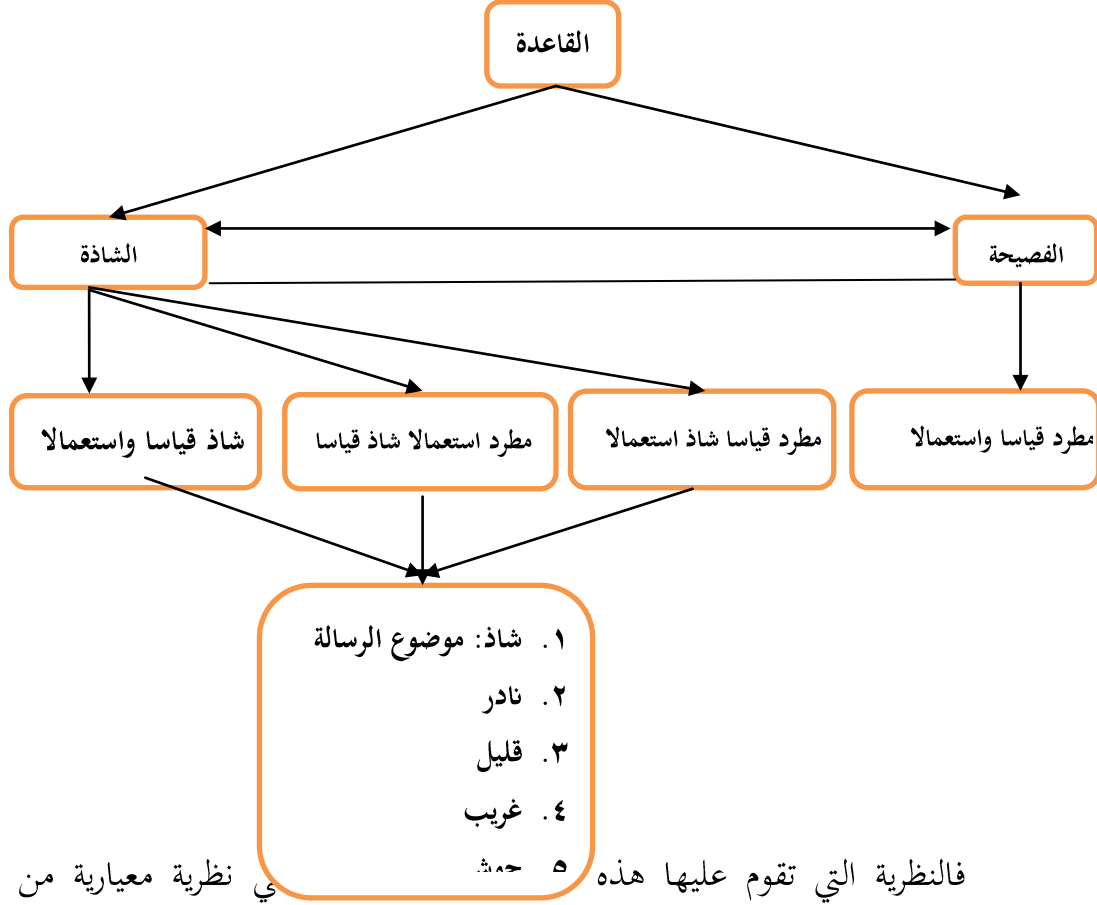 القاعدة
الفصيحة
الشاذة
مطرد قياسا واستعمالا
مطرد قياسا شاذ استعمالا
مطرد استعمالا شاذ قياسا
شاذ قياسا واستعمالا
١. شاذ: موضوع الرسالة
٢. نادر
٣. قليل
٤. غريب
٥
فالنظرية التي تقوم عليها هذه نظرية معيارية من